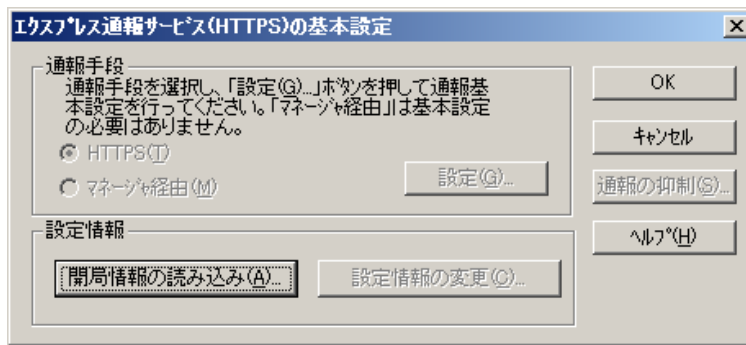 エクスプレス通報サービス(HTTPS)の基本設定
通報手段
通報手段を選択し、「設定(G)...」ボタンを押して通報基
本設定を行ってください。「マネージャ経由」は基本設定
の必要はありません。
HTTPS(T)
マネージャ経由(M)
設定(G)...
設定情報
開局情報の読み込み(A)...
設定情報の変更(C)...
OK
キャンセル
通報の抑制(S)...
ヘルプ(H)